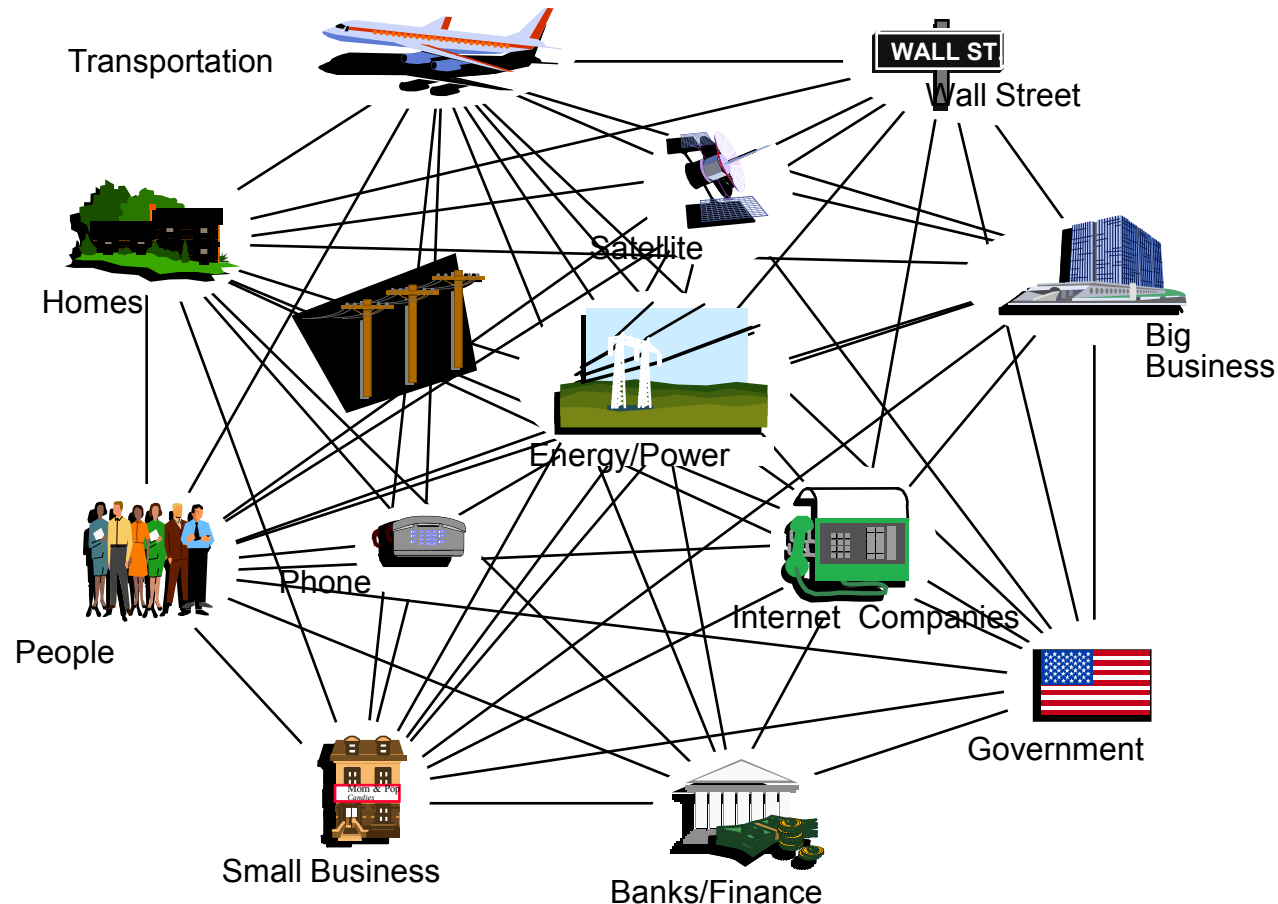 Transportation
WALL ST.
Wall Street
Satellite
Homes
Big
Business
Energy/Power
Phone
Internet Companies
People
Government
Mom & Pop
Candies
Small Business
Banks/Finance